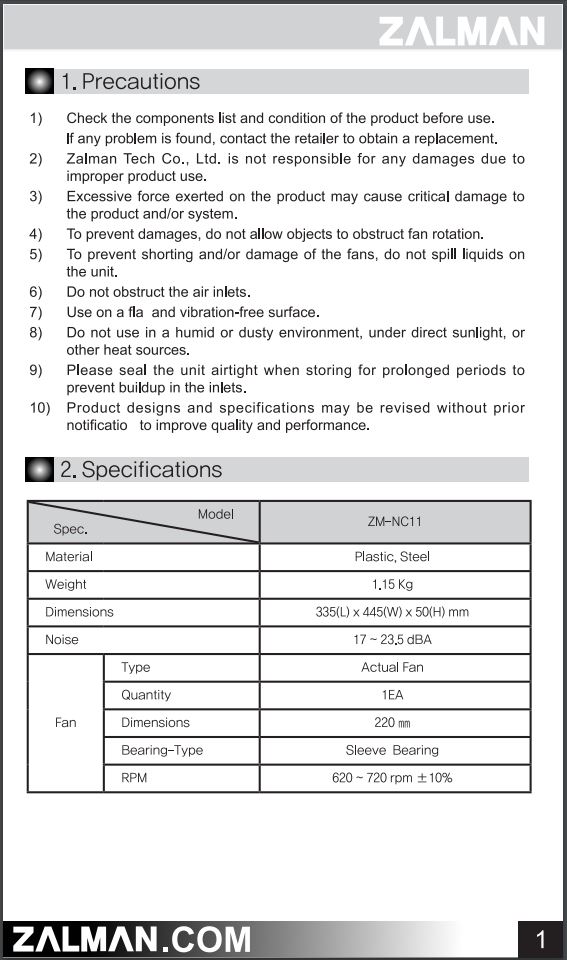 ZALMAN
1. Precautions
1) Check the components list and condition of the product before use.
If any problem is found, contact the retailer to obtain a replacement.
2) Zalman Tech Co., Ltd. is not responsible for any damages due to
improper product use.
3) Excessive force exerted on the product may cause critical damage to
the product and/or system.
4) To prevent damages, do not allow objects to obstruct fan rotation.
5) To prevent shorting and/or damage of the fans, do not spill liquids on
the unit.
6) Do not obstruct the air inlets.
7) Use on a fla and vibration-free surface.
8) Do not use in a humid or dusty environment, under direct sunlight, or
other heat sources.
9) Please seal the unit airtight when storing for prolonged periods to
prevent buildup in the inlets.
10) Product designs and specifications may be revised without prior
notificatio to improve quality and performance.
2. Specifications
Model
Spec.
ZM-NC11
Material Plastic, Steel
Weight 1.15 Kg
Dimensions 335(L) x 445(W) x 50(H) mm
Noise 17 ~ 23.5 dBA
Fan
Type Actual Fan
Quantity 1EA
Dimensions 220 ㎜
Bearing-Type Sleeve Bearing
RPM 620 ~ 720 rpm ±10%
ZALMAN.COM 1